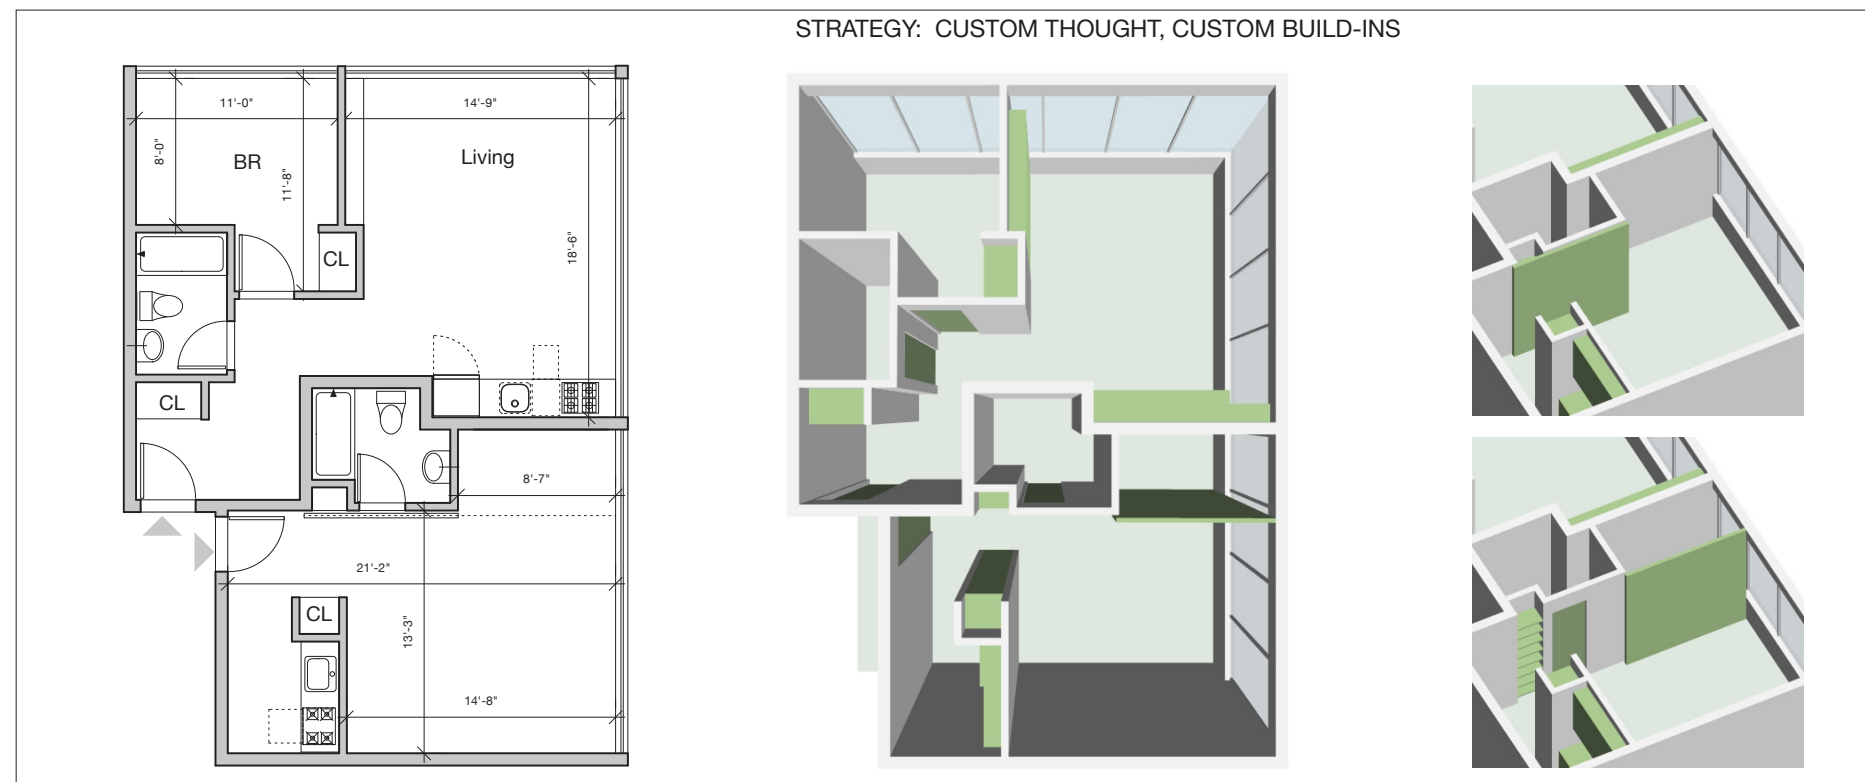 STRATEGY: CUSTOM THOUGHT, CUSTOM BUILD-INS
11'-0"
14'-9"
8'-0"
BR
11'-8"
Living
18'-6"
CL
CL
8'-7"
21'-2"
CL
13'-3"
14'-8"